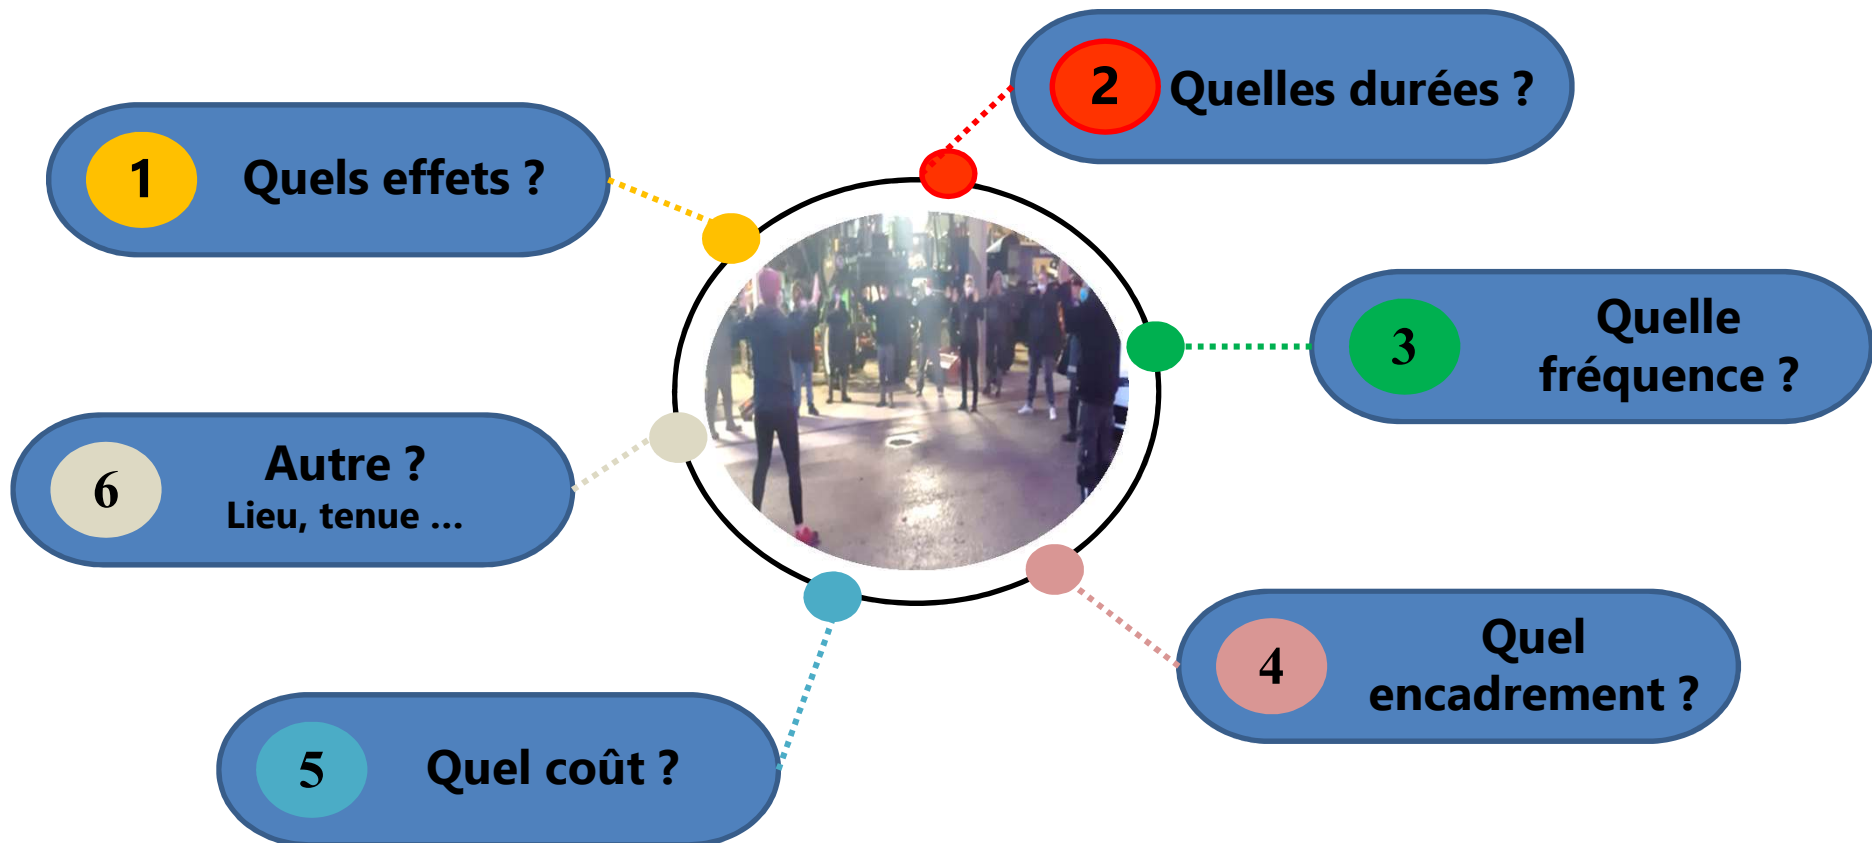 1
Quels effets ?
2
Quelles durées ?
3
Quelle
fréquence ?
4
Quel
encadrement ?
5
Quel coût ?
6
Autre ?
Lieu, tenue ...